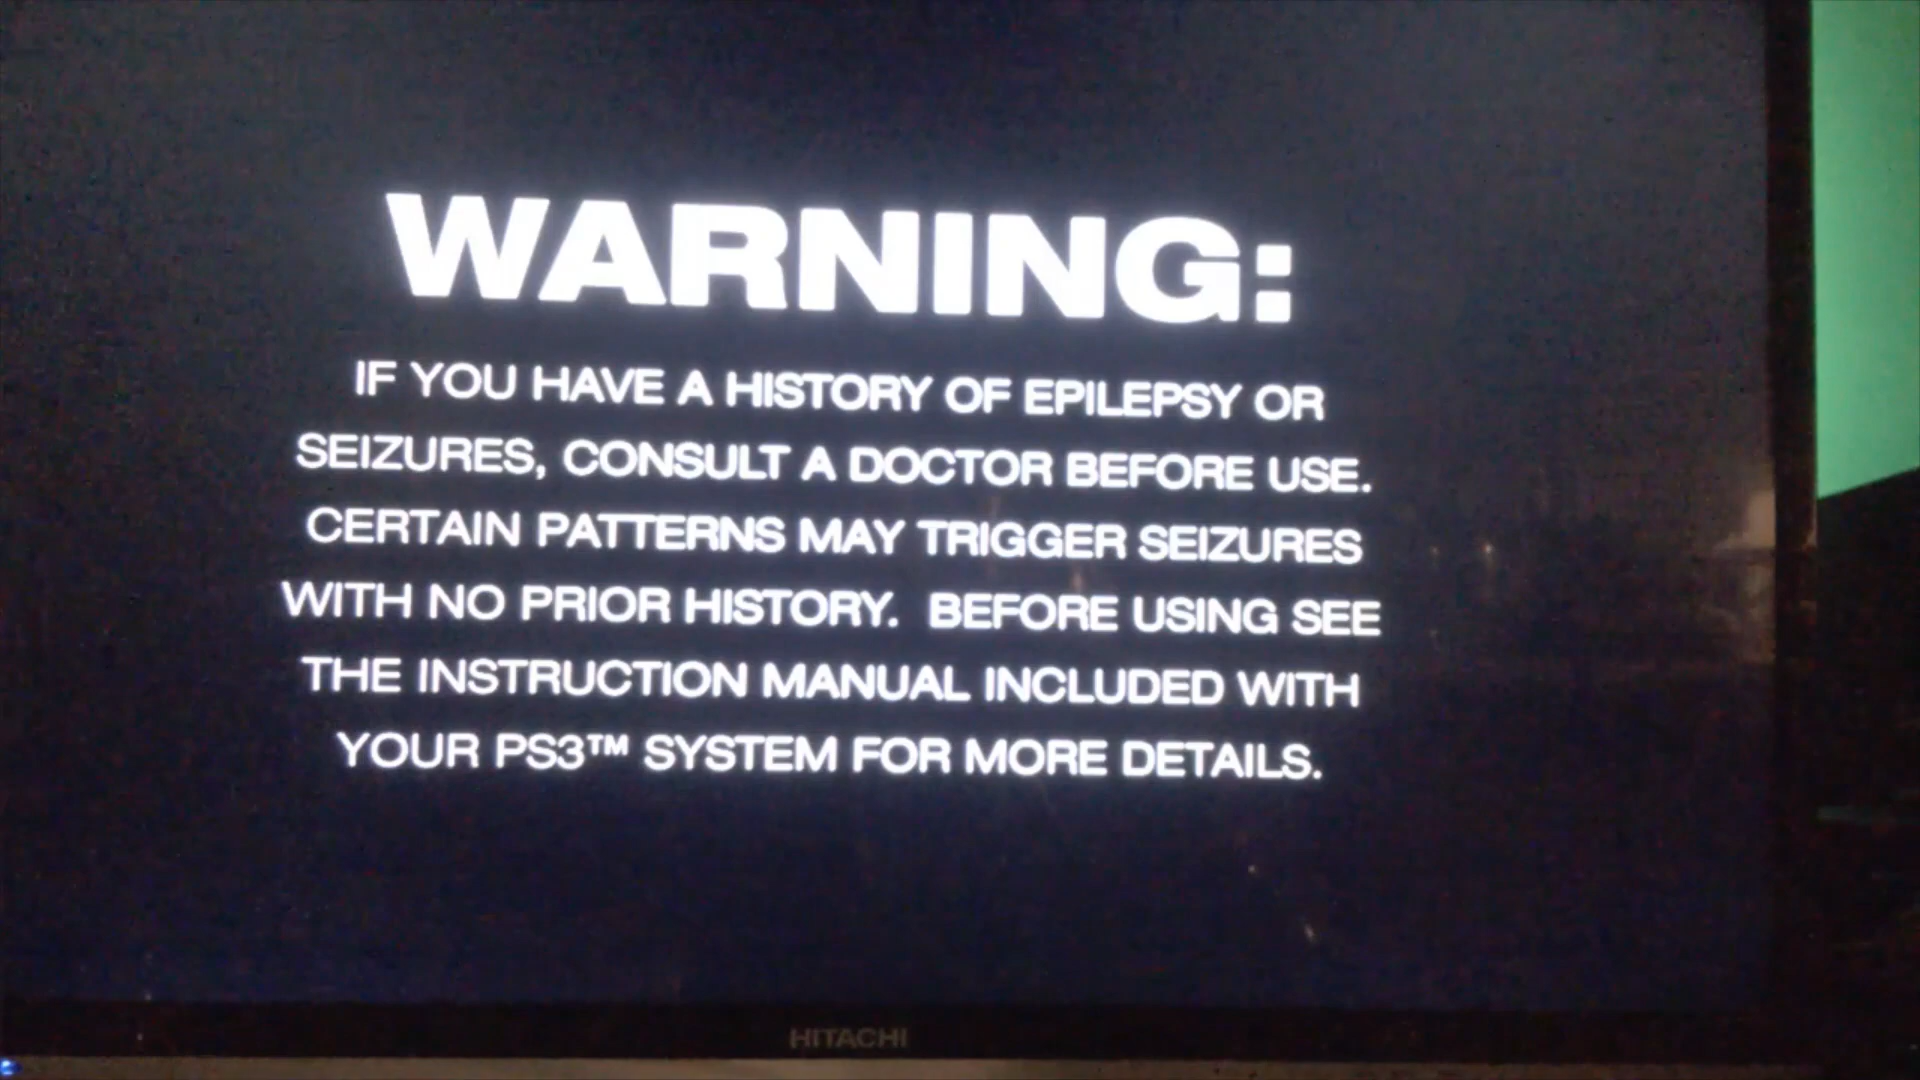 WARNING:
IF YOU HAVE A HISTORY OF EPILEPSY OR
SEIZURES, CONSULT A DOCTOR BEFORE USE.
CERTAIN PATTERNS MAY TRIGGER SEIZURES
WITH NO PRIOR HISTORY.  BEFORE USING SEE
THE INSTRUCTION MANUAL INCLUDED WITH
YOUR PS3™ SYSTEM FOR MORE DETAILS.
HITACHI